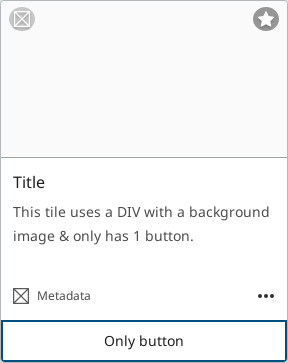 Title
This tile uses a DIV with a background
image & only has 1 button.
Metadata
Only button